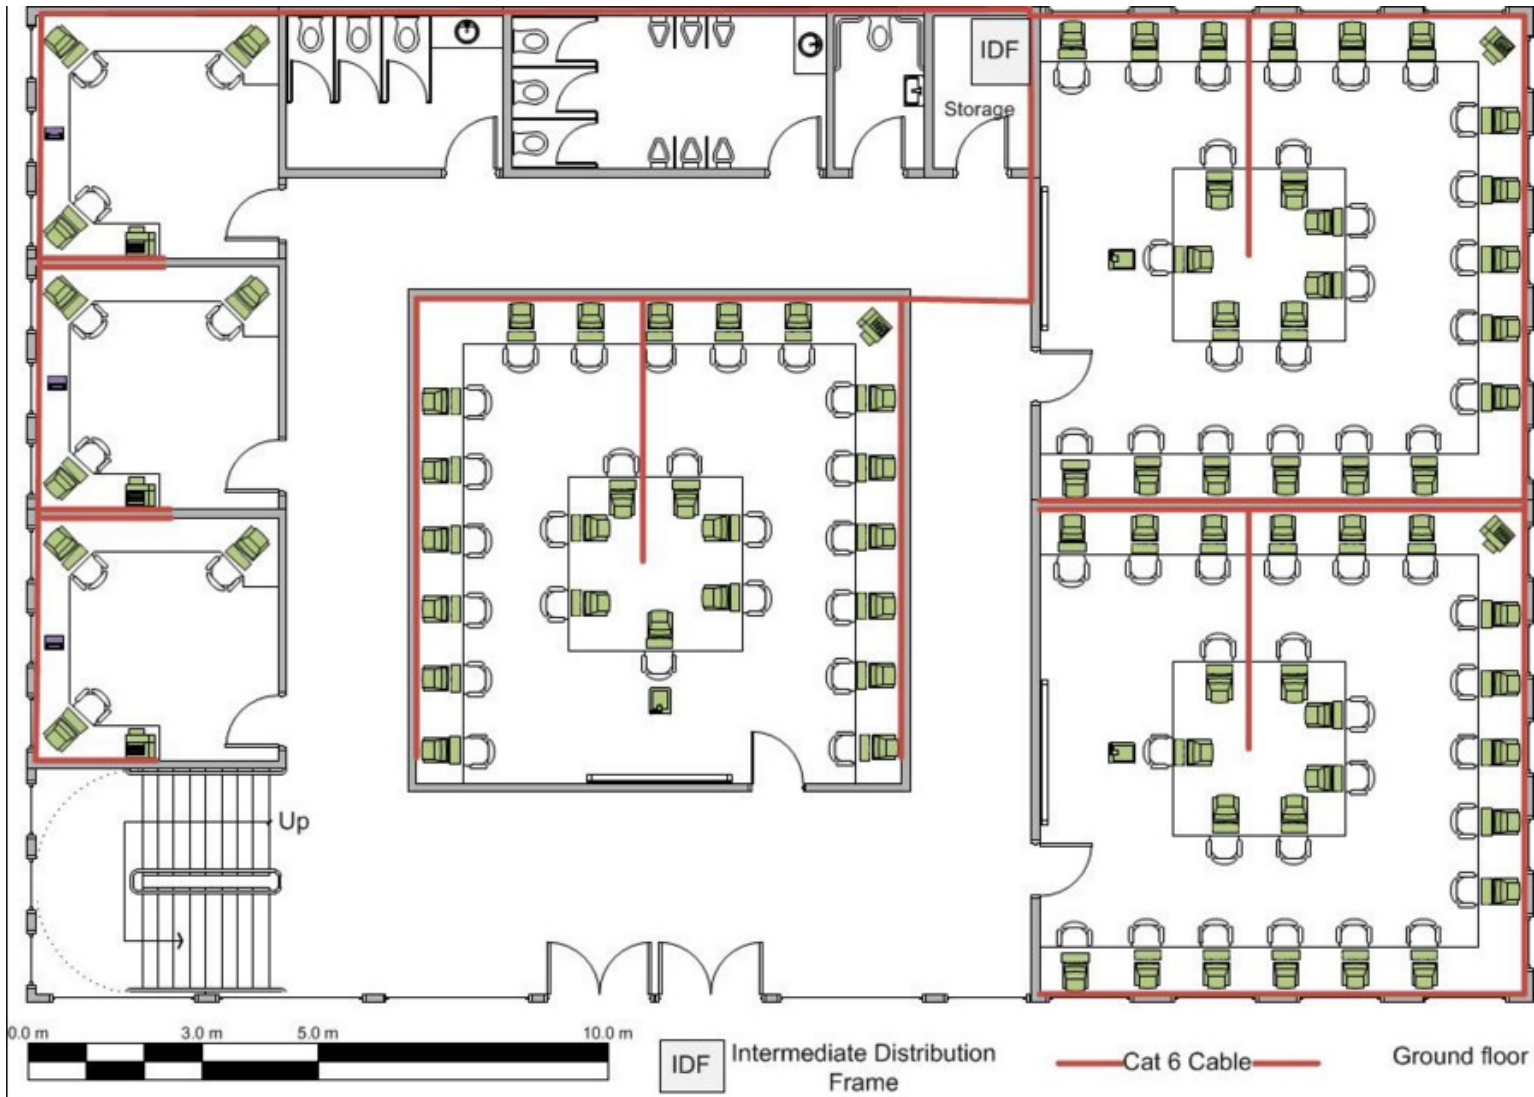 IDF
Storage
Up
0.0 m 3.0 m 5.0 m 10.0 m
IDF Intermediate Distribution
Frame
Cat 6 Cable
Ground floor